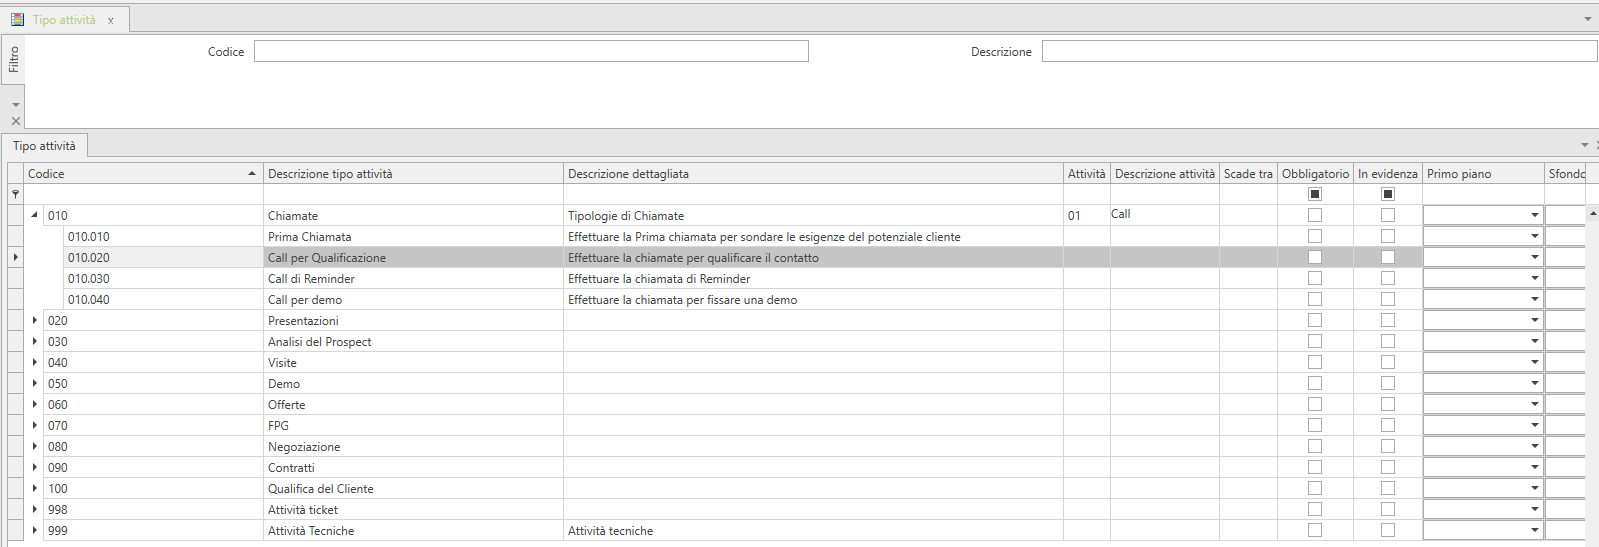 Tipo attività x
Filtro
Codice Descrizione
Tipo attività
Codice Descrizione tipo attività Descrizione dettagliata Attività Descrizione attività Scade tra Obbligatorio In evidenza Primo piano Sfondo
010 Chiamate Tipologie di Chiamate 01 Call
010.010 Prima Chiamata Effettuare la Prima chiamata per sondare le esigenze del potenziale cliente
010.020 Call per Qualificazione Effettuare la chiamate per qualificare il contatto
010.030 Call di Reminder Effettuare la chiamata di Reminder
010.040 Call per demo Effettuare la chiamata per fissare una demo
020 Presentazioni
030 Analisi del Prospect
040 Visite
050 Demo
060 Offerte
070 FPG
080 Negoziazione
090 Contratti
100 Qualifica del Cliente
998 Attività ticket
999 Attività Tecniche Attività tecniche